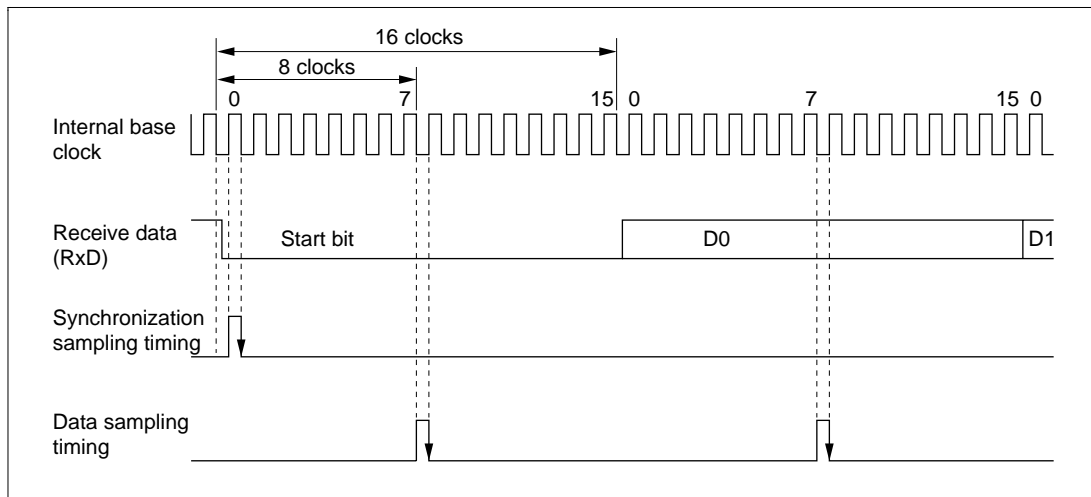 16 clocks
8 clocks
0 7 15 0 7 15 0
Internal base
clock
Receive data
(RxD)
Start bit D0 D1
Synchronization
sampling timing
Data sampling
timing